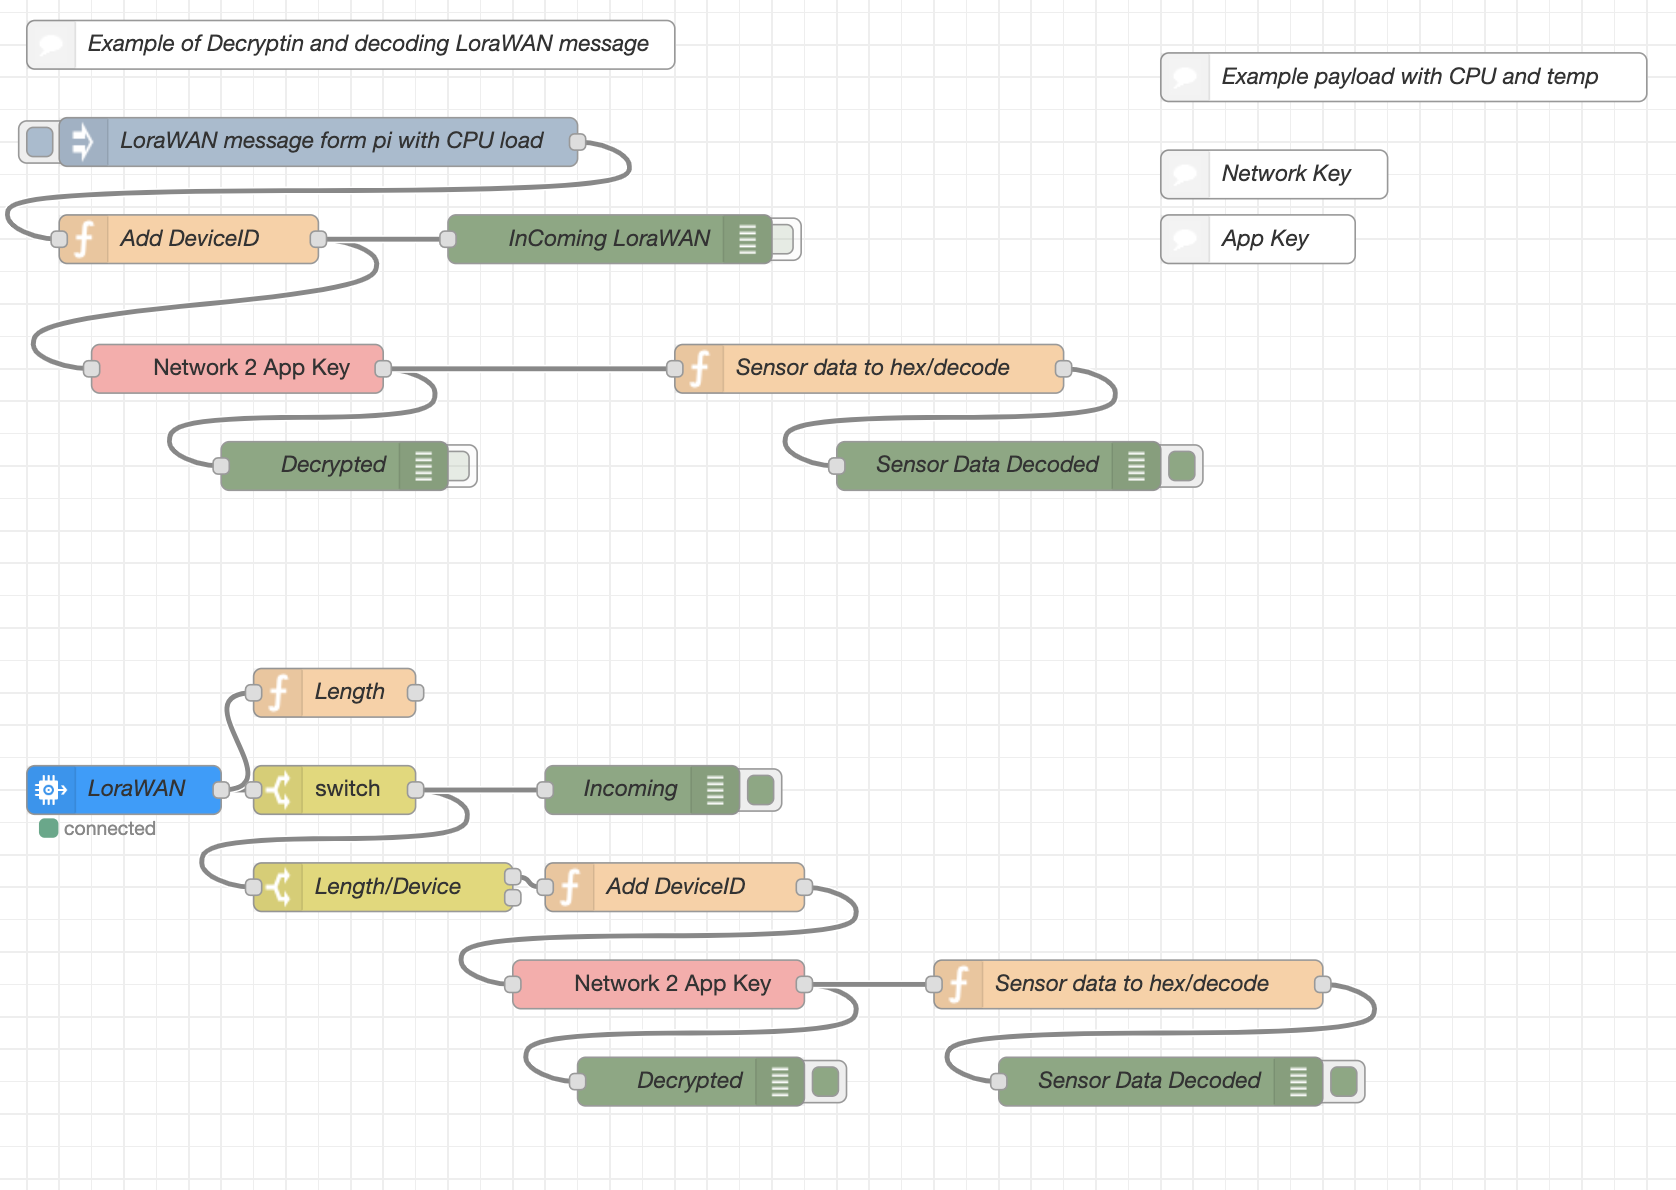 Example of Decryptin and decoding LoraWAN message
Example payload with CPU and temp
LoraWAN message form pi with CPU load
Network Key
Add DeviceID
InComing LoraWAN
App Key
Network 2 App Key
Sensor data to hex/decode
Decrypted
Sensor Data Decoded
Length
LoraWAN
switch
Incoming
connected
Length/Device
Add DeviceID
Network 2 App Key
Sensor data to hex/decode
Decrypted
Sensor Data Decoded